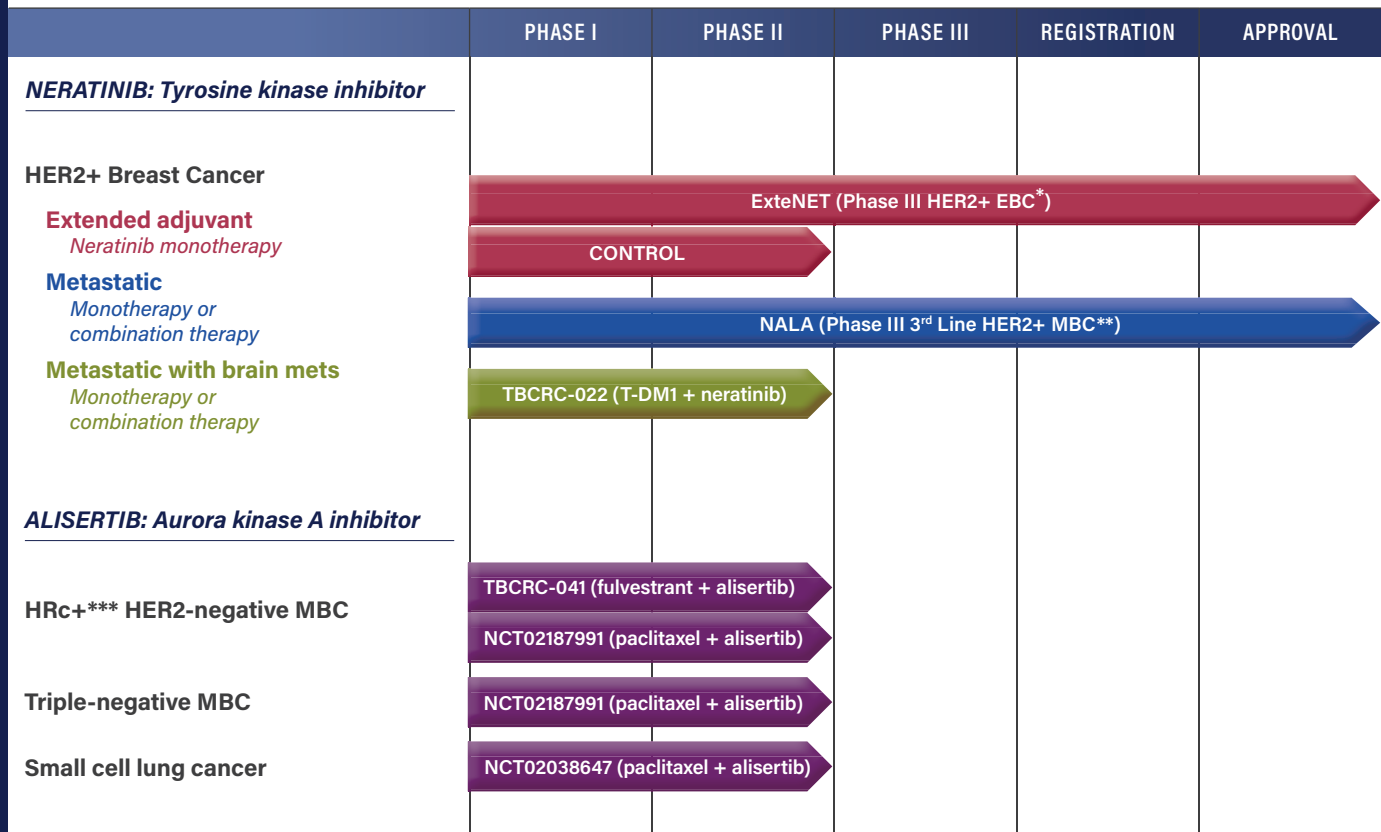 PHASE I PHASE II PHASE III REGISTRATION APPROVAL
NERATINIB: Tyrosine kinase inhibitor
HER2+ Breast Cancer
ExteNET (Phase III HER2+ EBC*)
Extended adjuvant
Neratinib monotherapy
CONTROL
Metastatic
Monotherapy or
combination therapy
NALA (Phase III 3rd Line HER2+ MBC**)
Metastatic with brain mets
Monotherapy or
combination therapy
TBCRC-022 (T-DM1 + neratinib)
ALISERTIB: Aurora kinase A inhibitor
HRc+*** HER2-negative MBC
TBCRC-041 (fulvestrant + alisertib)
NCT02187991 (paclitaxel + alisertib)
Triple-negative MBC
NCT02187991 (paclitaxel + alisertib)
Small cell lung cancer
NCT02038647 (paclitaxel + alisertib)